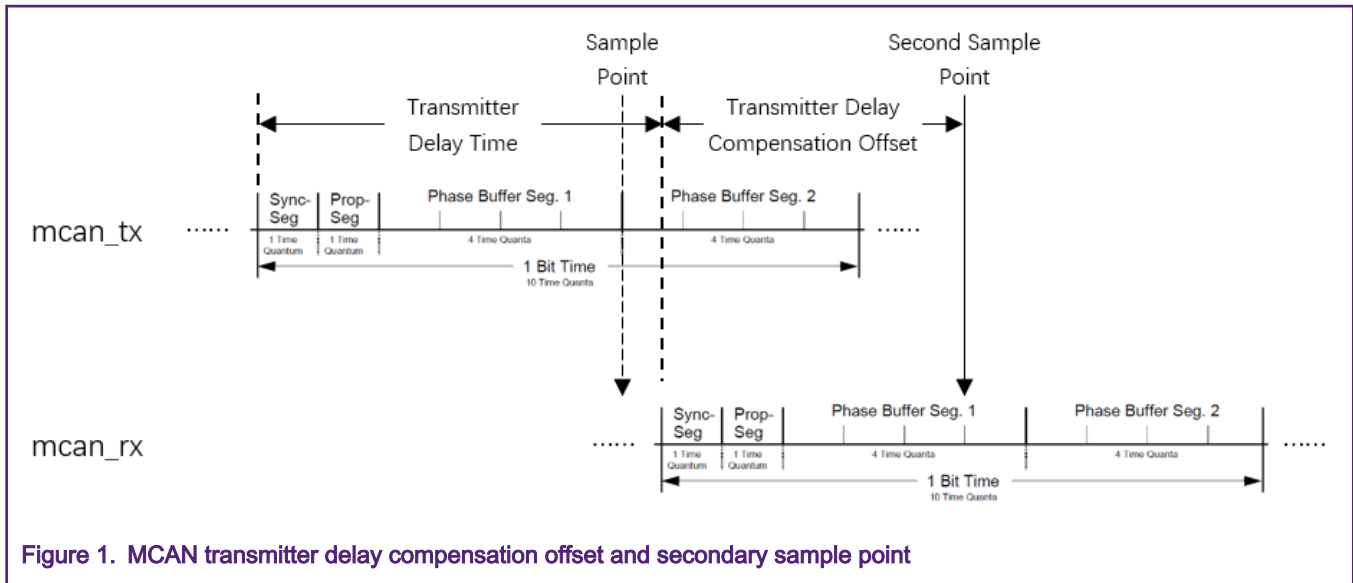 Sample
Point
Second Sample
Point
Transmitter
Delay Time
Transmitter Delay
Compensation Offset
mcan_tx
......
Sync-
Seg
Prop-
Seg
Phase Buffer Seg. 1
Phase Buffer Seg. 2
1 Time
Quantum
1 Time
Quantum
4 Time Quanta
4 Time Quanta
......
1 Bit Time
10 Time Quanta
mcan_rx
......
Sync-
Seg
Prop-
Seg
Phase Buffer Seg. 1
Phase Buffer Seg. 2
1 Time
Quantum
1 Time
Quantum
4 Time Quanta
4 Time Quanta
......
1 Bit Time
10 Time Quanta
Figure 1. MCAN transmitter delay compensation offset and secondary sample point